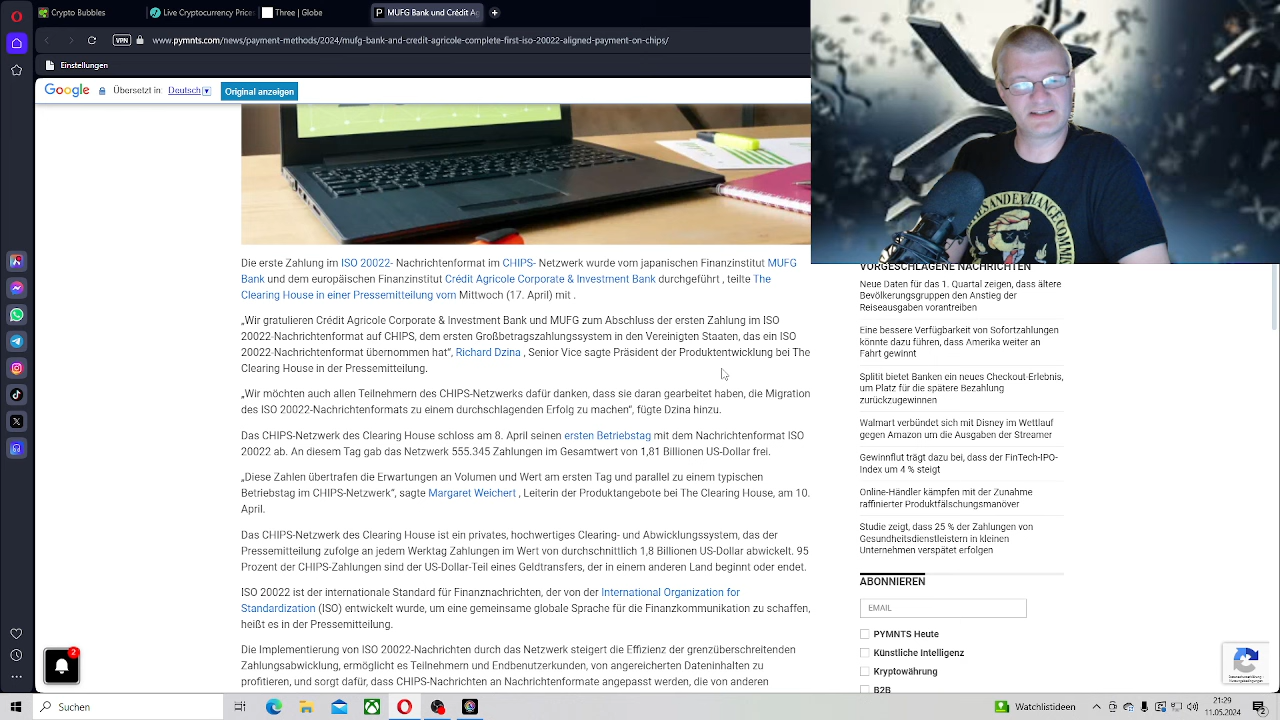 Live Cryptocurrency Prices
Three | Globe
MUFG Bank und Crédit Ag
VPN
www.pymnts.com/news/payment-methods/2024/mufg-bank-and-credit-agricole-complete-first-iso-20022-aligned-payment-on-chips/
Einstellungen
Google Übersetzt in: Deutsch Original anzeigen
Die erste Zahlung im ISO 20022- Nachrichtenformat im CHIPS- Netzwerk wurde vom japanischen Finanzinstitut MUFG
Bank und dem europäischen Finanzinstitut Crédit Agricole Corporate & Investment Bank durchgeführt , teilte The
Clearing House in einer Pressemitteilung vom Mittwoch (17. April) mit .
„Wir gratulieren Crédit Agricole Corporate & Investment Bank und MUFG zum Abschluss der ersten Zahlung im ISO
20022-Nachrichtenformat auf CHIPS, dem ersten Großbetragszahlungssystem in den Vereinigten Staaten, das ein ISO
20022-Nachrichtenformat übernommen hat“, Richard Dzina , Senior Vice sagte Präsident der Produktentwicklung bei The
Clearing House in der Pressemitteilung.
„Wir möchten auch allen Teilnehmern des CHIPS-Netzwerks dafür danken, dass sie daran gearbeitet haben, die Migration
des ISO 20022-Nachrichtenformats zu einem durchschlagenden Erfolg zu machen“, fügte Dzina hinzu.
Das CHIPS-Netzwerk des Clearing House schloss am 8. April seinen ersten Betriebstag mit dem Nachrichtenformat ISO
20022 ab. An diesem Tag gab das Netzwerk 555.345 Zahlungen im Gesamtwert von 1,81 Billionen US-Dollar frei.
„Diese Zahlen übertrafen die Erwartungen an Volumen und Wert am ersten Tag und parallel zu einem typischen
Betriebstag im CHIPS-Netzwerk“, sagte Margaret Weichert , Leiterin der Produktangebote bei The Clearing House, am 10.
April.
Das CHIPS-Netzwerk des Clearing House ist ein privates, hochwertiges Clearing- und Abwicklungssystem, das der
Pressemitteilung zufolge an jedem Werktag Zahlungen im Wert von durchschnittlich 1,8 Billionen US-Dollar abwickelt. 95
Prozent der CHIPS-Zahlungen sind der US-Dollar-Teil eines Geldtransfers, der in einem anderen Land beginnt oder endet.
ISO 20022 ist der internationale Standard für Finanznachrichten, der von der International Organization for
Standardization (ISO) entwickelt wurde, um eine gemeinsame globale Sprache für die Finanzkommunikation zu schaffen,
heißt es in der Pressemitteilung.
Die Implementierung von ISO 20022-Nachrichten durch das Netzwerk steigert die Effizienz der grenzüberschreitenden
Zahlungsabwicklung, ermöglicht es Teilnehmern und Endbenutzerkunden, von angereicherten Dateninhalten zu
profitieren, und sorgt dafür, dass CHIPS-Nachrichten an Nachrichtenformate angepasst werden, die von anderen
VORGESCHLAGENE NACHRICHTEN
Neue Daten für das 1. Quartal zeigen, dass ältere
Bevölkerungsgruppen den Anstieg der
Reiseausgaben vorantreiben
Eine bessere Verfügbarkeit von Sofortzahlungen
könnte dazu führen, dass Amerika weiter an
Fahrt gewinnt
Splitit bietet Banken ein neues Checkout-Erlebnis,
um Platz für die spätere Bezahlung
zurückzugewinnen
Walmart verbündet sich mit Disney im Wettlauf
gegen Amazon um die Ausgaben der Streamer
Gewinnflut trägt dazu bei, dass der FinTech-IPO-
Index um 4 % steigt
Online-Händler kämpfen mit der Zunahme
raffinierter Produktfälschungsmanöver
Studie zeigt, dass 25 % der Zahlungen von
Gesundheitsdienstleistern in kleinen
Unternehmen verspätet erfolgen
ABONNIEREN
EMAIL
PYMNTS Heute
Künstliche Intelligenz
Kryptowährung
B2B
2
Suchen
Watchlistideen
21:29
11.05.2024